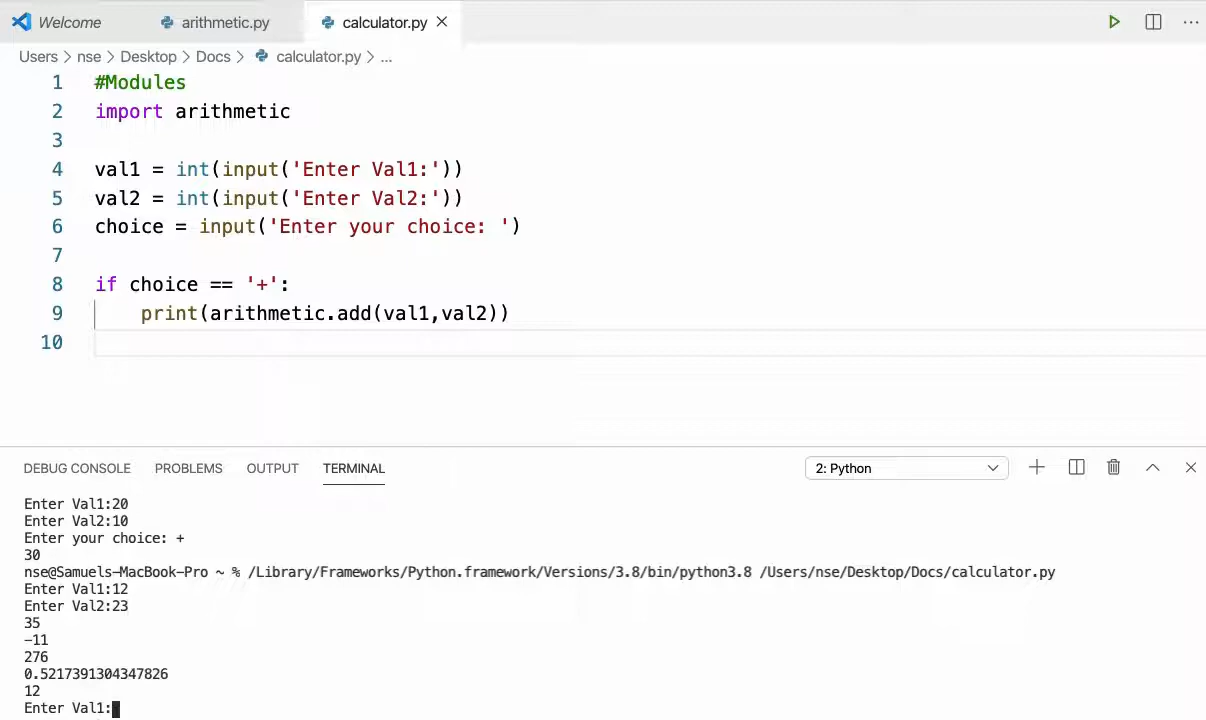 Welcome arithmetic.py calculator.py
Users > nse > Desktop > Docs > calculator.py > ...
1 #Modules
2 import arithmetic
3
4 val1 = int(input('Enter Val1:'))
5 val2 = int(input('Enter Val2:'))
6 choice = input('Enter your choice: ')
7
8 if choice == '+':
9     print(arithmetic.add(val1,val2))
10
DEBUG CONSOLE PROBLEMS OUTPUT TERMINAL 2: Python
Enter Val1:20
Enter Val2:10
Enter your choice: +
30
nse@Samuels-MacBook-Pro ~ % /Library/Frameworks/Python.framework/Versions/3.8/bin/python3.8 /Users/nse/Desktop/Docs/calculator.py
Enter Val1:12
Enter Val2:23
35
-11
276
0.5217391304347826
12
Enter Val1: